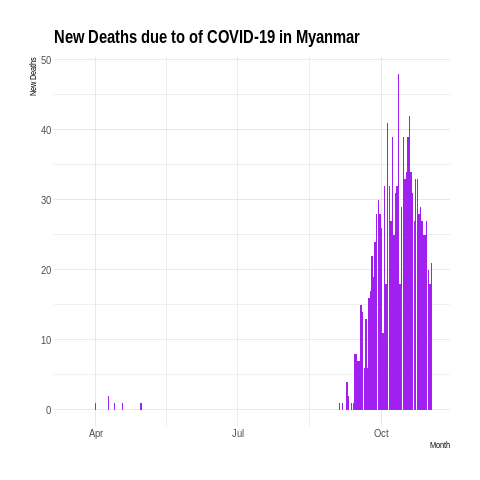 New Deaths due to of COVID-19 in Myanmar
New Deaths
50
40
30
20
10
0
Apr
Jul
Oct
Month